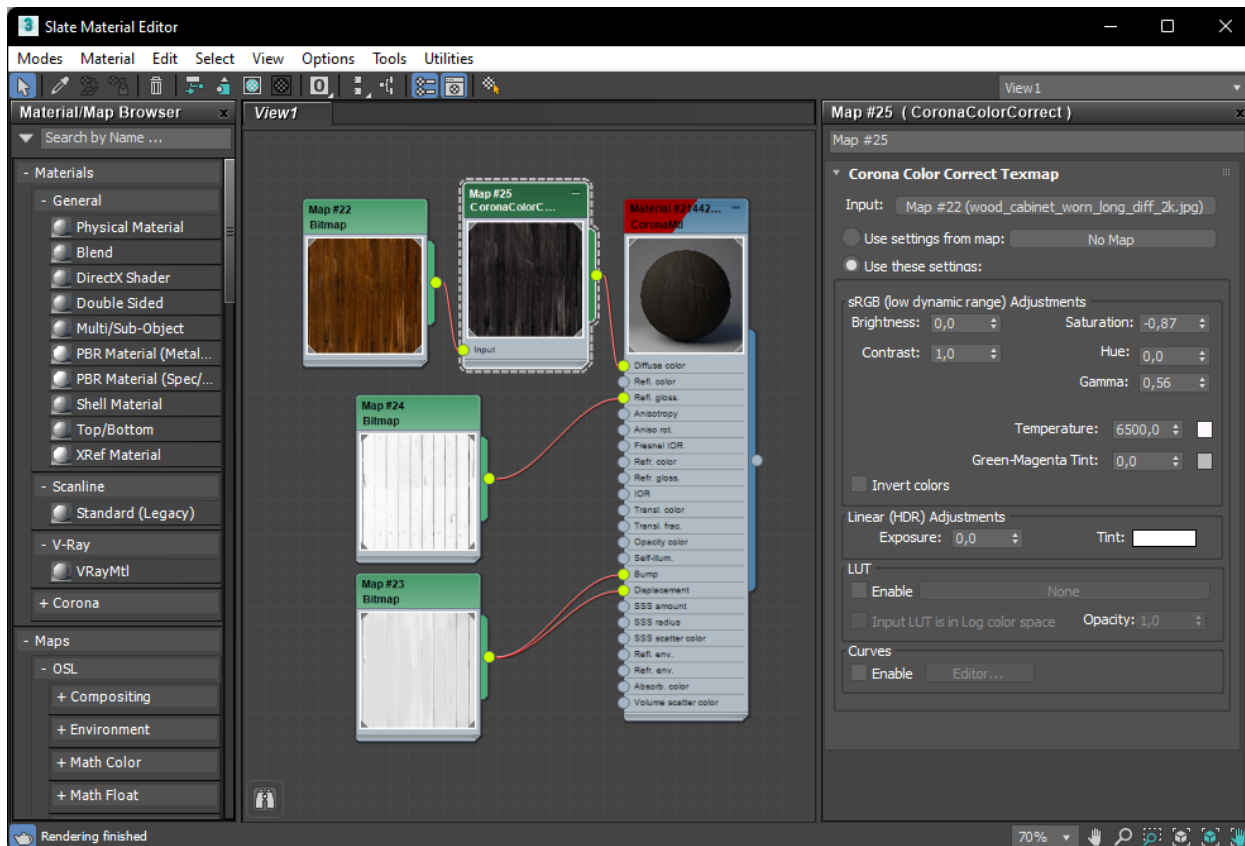 Slate Material Editor
Modes Material Edit Select View Options Tools Utilities
View1
Material/Map Browser x
Search by Name ...
- Materials
- General
Physical Material
Blend
DirectX Shader
Double Sided
Multi/Sub-Object
PBR Material (Metal...
PBR Material (Spec/...
Shell Material
Top/Bottom
XRef Material
- Scanline
Standard (Legacy)
- V-Ray
VRayMtl
+ Corona
- Maps
- OSL
+ Compositing
+ Environment
+ Math Color
+ Math Float
View1
Map #22
Bitmap
Map #25
CoronaColorC...
Input
Map #24
Bitmap
Map #23
Bitmap
Material #21442...
CoronaMtl
Diffuse color
Refl. color
Refl. gloss.
Anisotropy
Aniso rot.
Fresnel IOR
Refr. color
Refr. gloss.
IOR
Transl. color
Transl. frac.
Opacity color
Self-illum.
Bump
Displacement
SSS amount
SSS radius
SSS scatter color
Refl. env.
Refr. env.
Absorb. color
Volume scatter color
Map #25 ( CoronaColorCorrect ) x
Map #25
Corona Color Correct Texmap
Input: Map #22 (wood_cabinet_worn_long_diff_2k.jpg)
Use settings from map: No Map
Use these settings:
sRGB (low dynamic range) Adjustments
Brightness: 0,0 Saturation: -0,87
Contrast: 1,0 Hue: 0,0
Gamma: 0,56
Temperature: 6500,0
Green-Magenta Tint: 0,0
Invert colors
Linear (HDR) Adjustments
Exposure: 0,0 Tint:
LUT
Enable None
Input LUT is in Log color space Opacity: 1,0
Curves
Enable Editor...
Rendering finished
70%